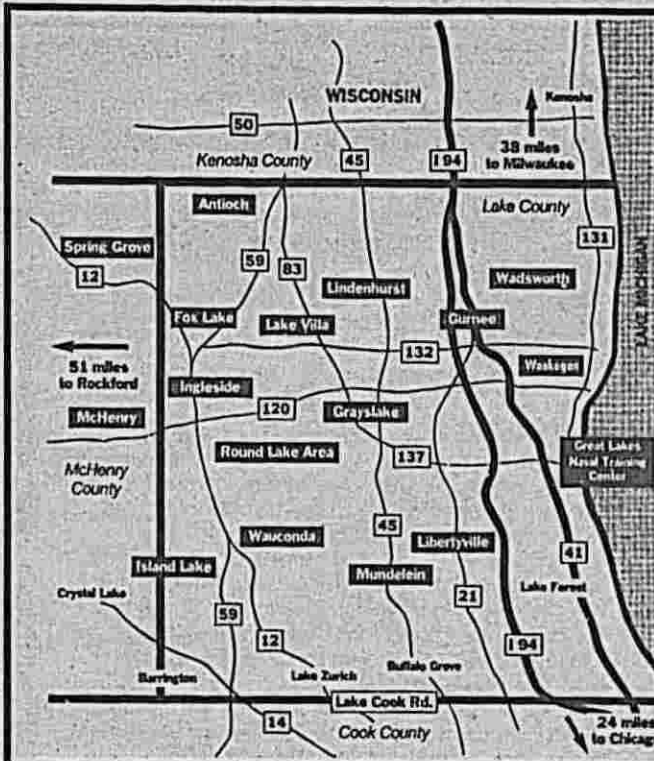 WISCONSIN
Kenosha
50
38 miles
to Milwaukee
Kenosha County
45
I 94
Antioch
Lake County
131
Spring Grove
59
83
Wadsworth
12
Lindenhurst
LAKE MICHIGAN
Fox Lake
Lake Villa
Gurnee
132
51 miles
to Rockford
Waukegan
Ingleside
120
McHenry
Grayslake
Great Lakes
Naval Training
Center
Round Lake Area
137
McHenry
County
Wauconda
45
Libertyville
41
Island Lake
Mundelein
Crystal Lake
59
21
Lake Forest
12
I 94
Barrington
Lake Zurich
Buffalo Grove
Lake Cook Rd.
14
Cook County
24 miles
to Chicag